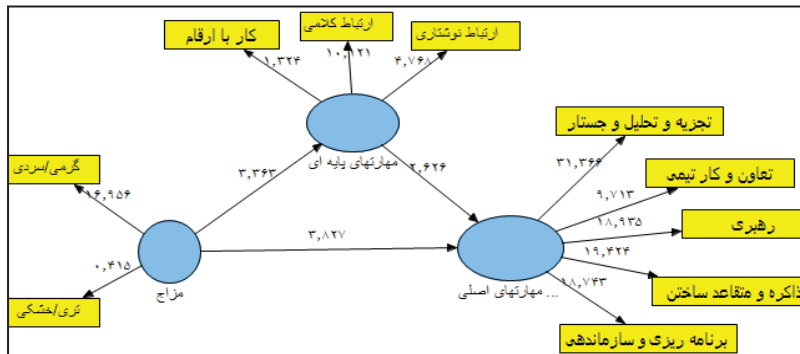 ارتباط کلامی
ارتباط نوشتاری
کار با ارقام
۱,۳۲۴
۱۰,۱۲۱
۴,۷۶۸
مهارتهای پایه ای
تجزیه و تحلیل و جستار
۳۱,۳۶۶
۲,۶۲۶
۳,۳۶۳
گرمی/سردی
۱۶,۹۵۶
تعاون و کار تیمی
۹,۷۱۳
۱۸,۹۳۵
رهبری
۳,۸۲۷
۱۹,۴۲۴
۰,۴۱۵
۱۸,۷۴۳
ذاکره و متقاعد ساختن
مهارتهای اصلی ...
مزاج
تری/خشکی
برنامه ریزی و سازماندهی